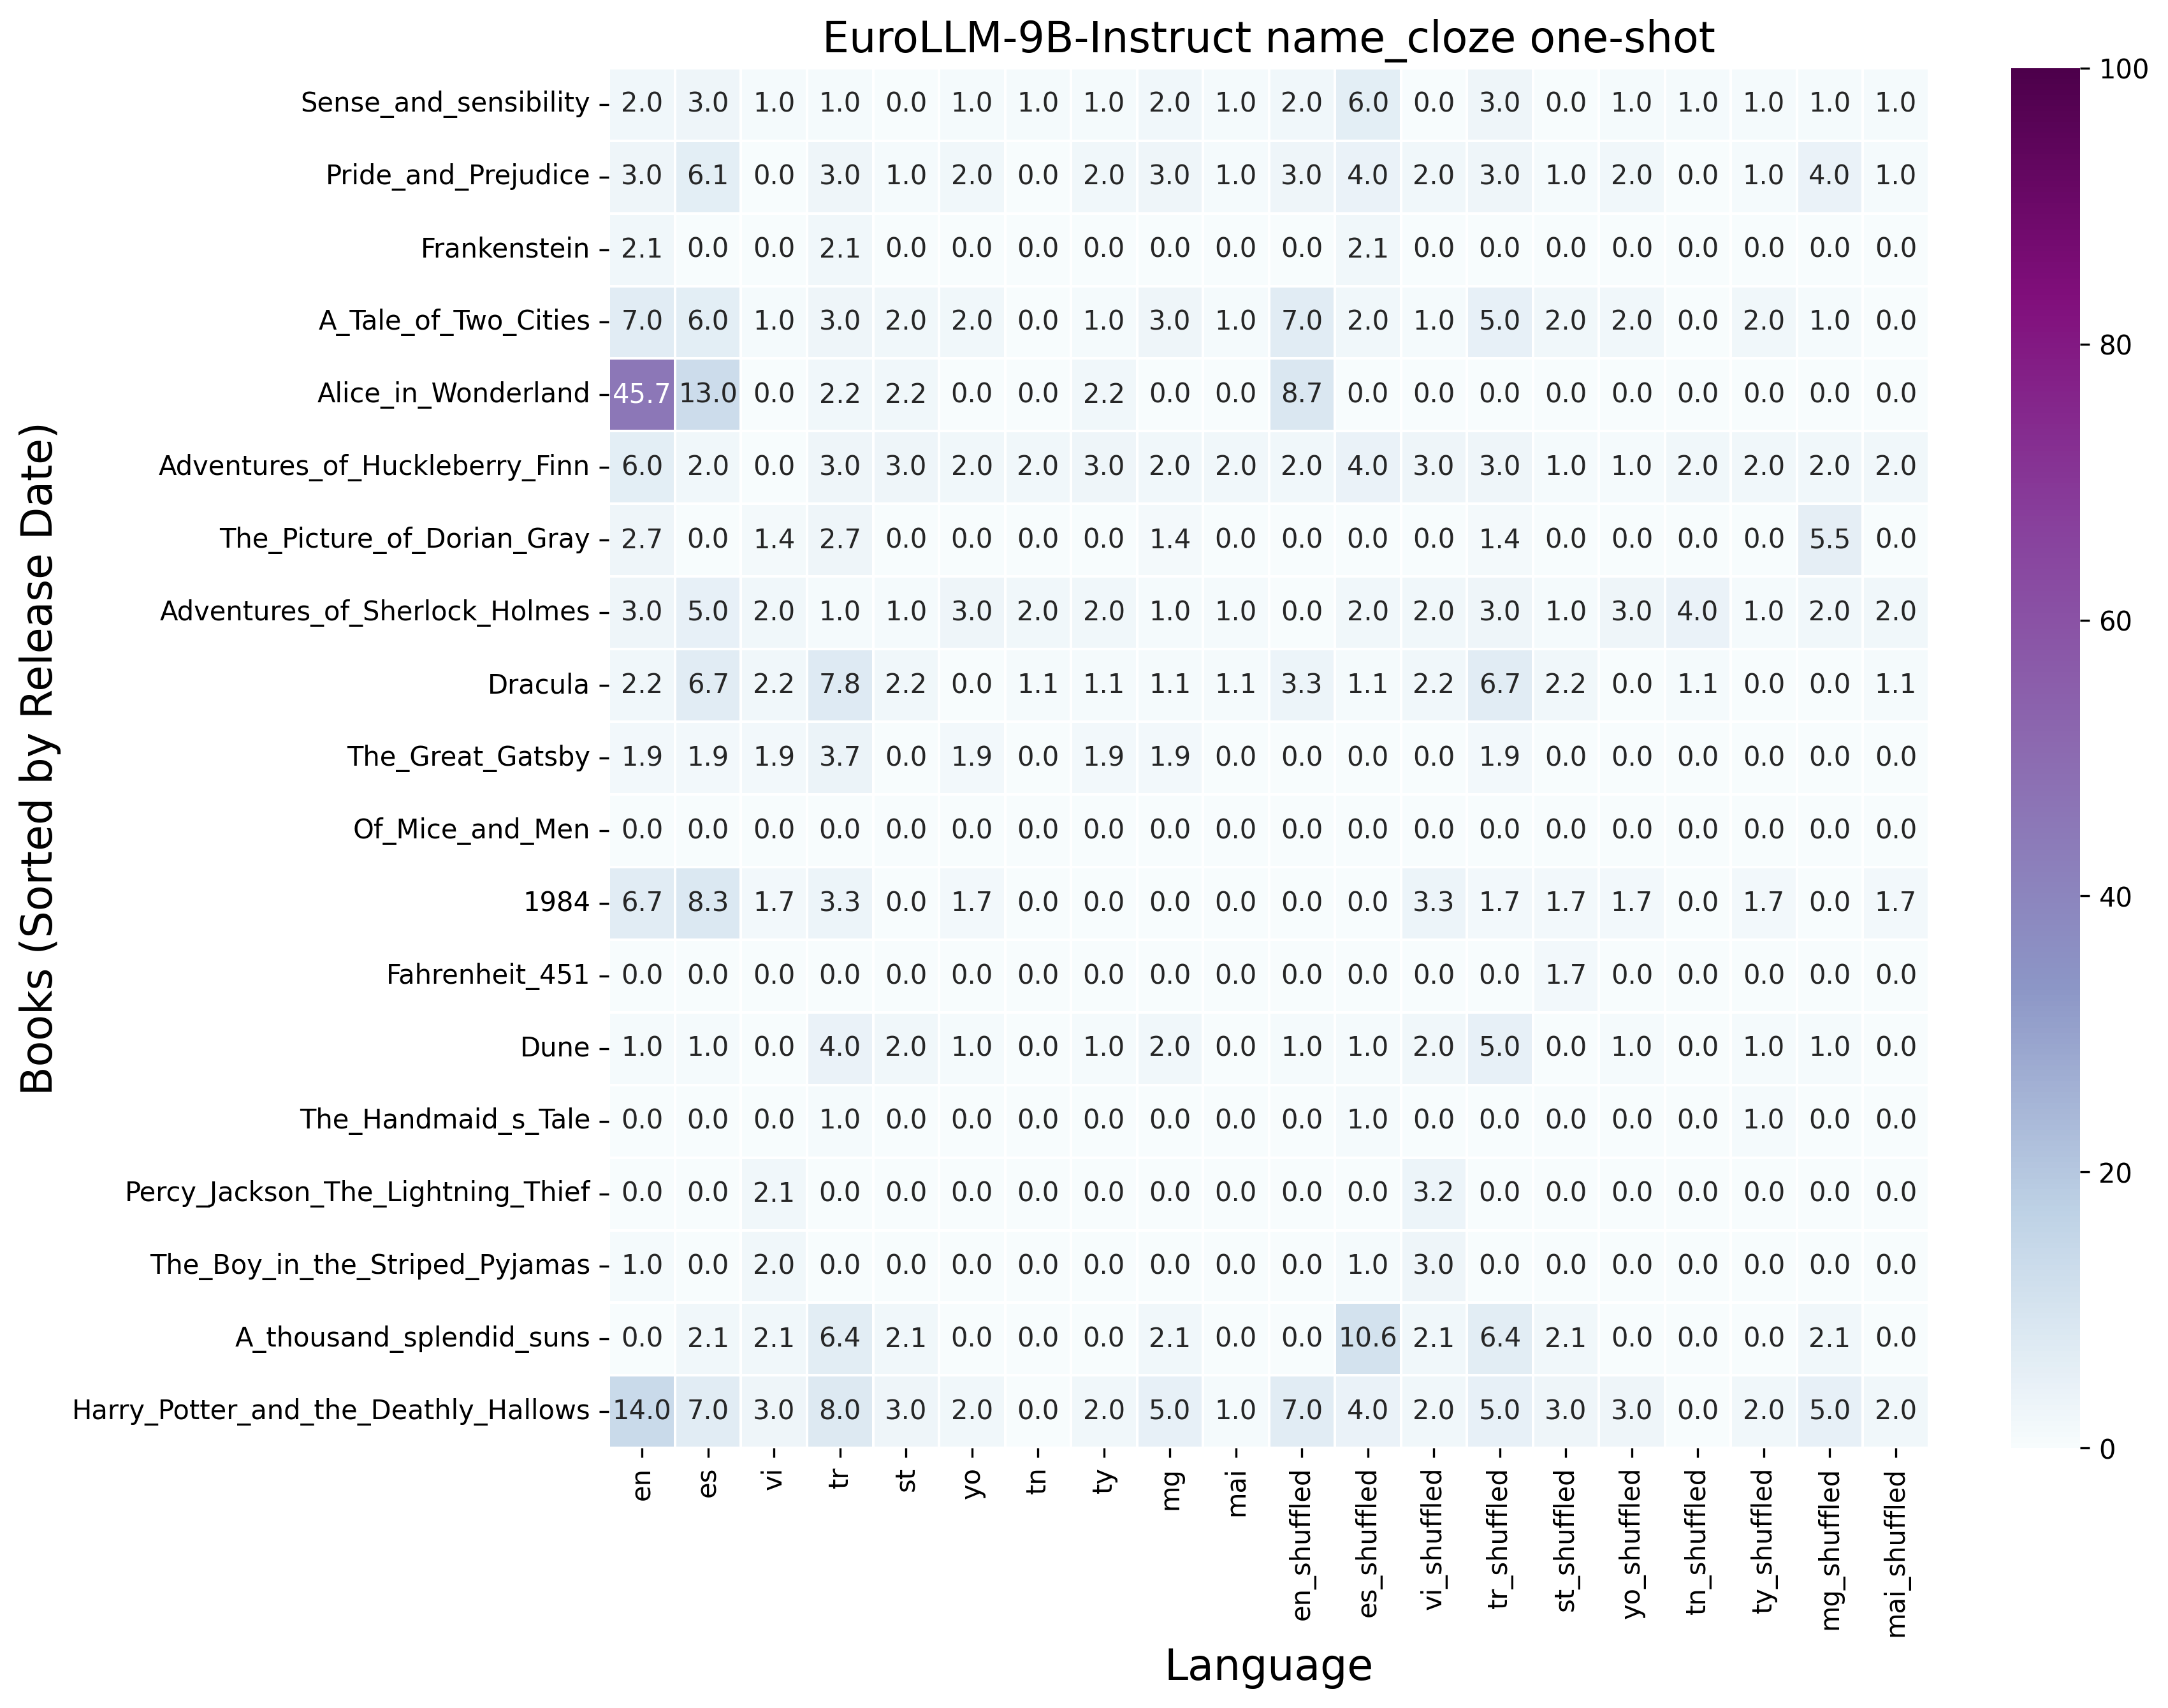 EuroLLM-9B-Instruct name_cloze one-shot
Books (Sorted by Release Date)
Sense_and_sensibility 2.0 3.0 1.0 1.0 0.0 1.0 1.0 1.0 2.0 1.0 2.0 6.0 0.0 3.0 0.0 1.0 1.0 1.0 1.0 1.0
Pride_and_Prejudice 3.0 6.1 0.0 3.0 1.0 2.0 0.0 2.0 3.0 1.0 3.0 4.0 2.0 3.0 1.0 2.0 0.0 1.0 4.0 1.0
Frankenstein 2.1 0.0 0.0 2.1 0.0 0.0 0.0 0.0 0.0 0.0 0.0 2.1 0.0 0.0 0.0 0.0 0.0 0.0 0.0 0.0
A_Tale_of_Two_Cities 7.0 6.0 1.0 3.0 2.0 2.0 0.0 1.0 3.0 1.0 7.0 2.0 1.0 5.0 2.0 2.0 0.0 2.0 1.0 0.0
Alice_in_Wonderland 45.7 13.0 0.0 2.2 2.2 0.0 0.0 2.2 0.0 0.0 8.7 0.0 0.0 0.0 0.0 0.0 0.0 0.0 0.0 0.0
Adventures_of_Huckleberry_Finn 6.0 2.0 0.0 3.0 3.0 2.0 2.0 3.0 2.0 2.0 2.0 4.0 3.0 3.0 1.0 1.0 2.0 2.0 2.0 2.0
The_Picture_of_Dorian_Gray 2.7 0.0 1.4 2.7 0.0 0.0 0.0 0.0 1.4 0.0 0.0 0.0 0.0 1.4 0.0 0.0 0.0 0.0 5.5 0.0
Adventures_of_Sherlock_Holmes 3.0 5.0 2.0 1.0 1.0 3.0 2.0 2.0 1.0 1.0 0.0 2.0 2.0 3.0 1.0 3.0 4.0 1.0 2.0 2.0
Dracula 2.2 6.7 2.2 7.8 2.2 0.0 1.1 1.1 1.1 1.1 3.3 1.1 2.2 6.7 2.2 0.0 1.1 0.0 0.0 1.1
The_Great_Gatsby 1.9 1.9 1.9 3.7 0.0 1.9 0.0 1.9 1.9 0.0 0.0 0.0 0.0 1.9 0.0 0.0 0.0 0.0 0.0 0.0
Of_Mice_and_Men 0.0 0.0 0.0 0.0 0.0 0.0 0.0 0.0 0.0 0.0 0.0 0.0 0.0 0.0 0.0 0.0 0.0 0.0 0.0 0.0
1984 6.7 8.3 1.7 3.3 0.0 1.7 0.0 0.0 0.0 0.0 0.0 0.0 3.3 1.7 1.7 1.7 0.0 1.7 0.0 1.7
Fahrenheit_451 0.0 0.0 0.0 0.0 0.0 0.0 0.0 0.0 0.0 0.0 0.0 0.0 0.0 0.0 1.7 0.0 0.0 0.0 0.0 0.0
Dune 1.0 1.0 0.0 4.0 2.0 1.0 0.0 1.0 2.0 0.0 1.0 1.0 2.0 5.0 0.0 1.0 0.0 1.0 1.0 0.0
The_Handmaid_s_Tale 0.0 0.0 0.0 1.0 0.0 0.0 0.0 0.0 0.0 0.0 0.0 1.0 0.0 0.0 0.0 0.0 0.0 1.0 0.0 0.0
Percy_Jackson_The_Lightning_Thief 0.0 0.0 2.1 0.0 0.0 0.0 0.0 0.0 0.0 0.0 0.0 0.0 3.2 0.0 0.0 0.0 0.0 0.0 0.0 0.0
The_Boy_in_the_Striped_Pyjamas 1.0 0.0 2.0 0.0 0.0 0.0 0.0 0.0 0.0 0.0 0.0 1.0 3.0 0.0 0.0 0.0 0.0 0.0 0.0 0.0
A_thousand_splendid_suns 0.0 2.1 2.1 6.4 2.1 0.0 0.0 0.0 2.1 0.0 0.0 10.6 2.1 6.4 2.1 0.0 0.0 0.0 2.1 0.0
Harry_Potter_and_the_Deathly_Hallows 14.0 7.0 3.0 8.0 3.0 2.0 0.0 2.0 5.0 1.0 7.0 4.0 2.0 5.0 3.0 3.0 0.0 2.0 5.0 2.0
en es vi tr st yo tn ty mg mai en_shuffled es_shuffled vi_shuffled tr_shuffled st_shuffled yo_shuffled tn_shuffled ty_shuffled mg_shuffled mai_shuffled
Language
100
80
60
40
20
0